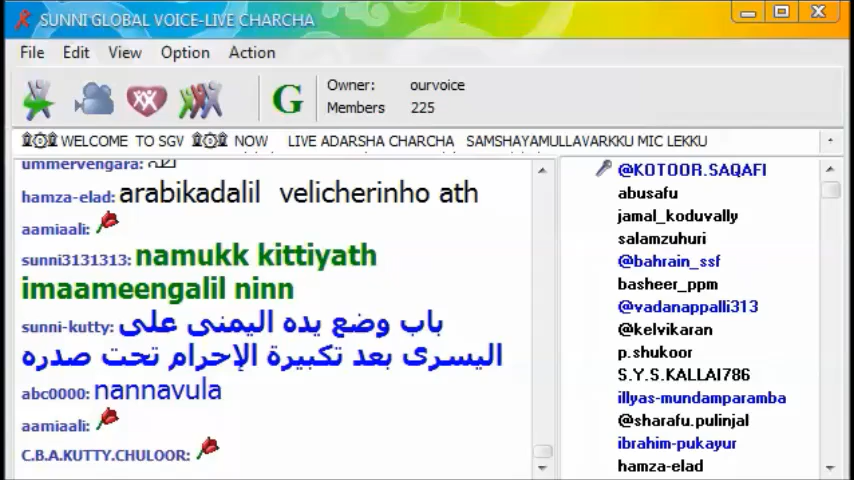 SUNNI GLOBAL VOICE-LIVE CHARCHA
File Edit View Option Action
G
Owner: ourvoice
Members 225
WELCOME TO SGV NOW LIVE ADARSHA CHARCHA SAMSHAYAMULLAVARKKU MIC LEKKU
ummervengara:
hamza-elad: arabikadalil velicherinho ath
aamiaali:
sunni3131313: namukk kittiyath
imaameengalil ninn
sunni-kutty: باب وضع يده اليمنى على
اليسرى بعد تكبيرة الإحرام تحت صدره
abc0000: nannavula
aamiaali:
C.B.A.KUTTY.CHULOOR:
@KOTOOR.SAQAFI
abusafu
jamal_koduvally
salamzuhuri
@bahrain_ssf
basheer_ppm
@vadanappalli313
@kelvikaran
p.shukoor
S.Y.S.KALLAI786
illyas-mundamparamba
@sharafu.pulinjal
ibrahim-pukayur
hamza-elad